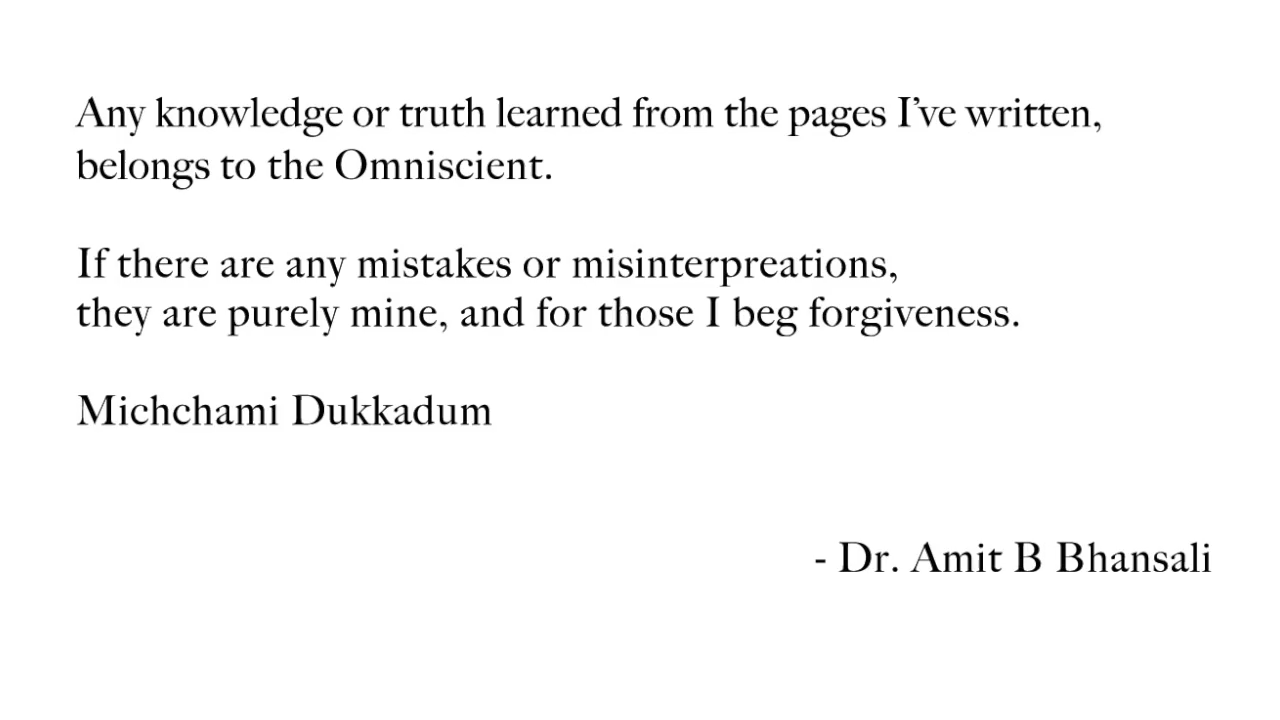 Any knowledge or truth learned from the pages I’ve written,
belongs to the Omniscient.
If there are any mistakes or misinterpreations,
they are purely mine, and for those I beg forgiveness.
Michchami Dukkadum
- Dr. Amit B Bhansali